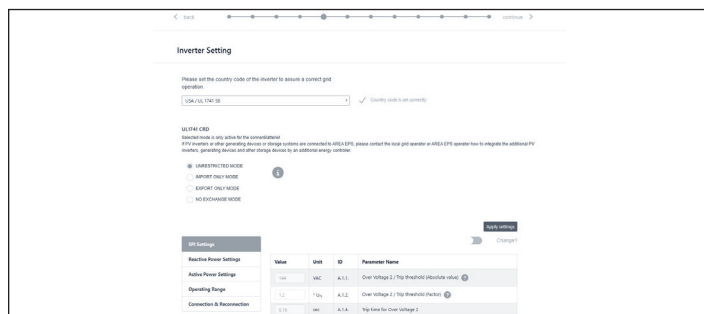 back
continue
Inverter Setting
Please set the country code of the inverter to assure a correct grid
operation.
USA / UL 1741 SB
Country code is set correctly
UL1741 CRD
Selected mode is only active for the connected battery!
If PV inverters or other generating devices or storage systems are connected to AREA EPS, please contact the local grid operator or AREA EPS operator how to integrate the additional PV
inverters, generating devices and other storage devices by an additional energy controller.
UNRESTRICTED MODE
IMPORT ONLY MODE
EXPORT ONLY MODE
NO EXCHANGE MODE
Apply settings
Change?
SPI Settings
Reactive Power Settings
Active Power Settings
Operating Range
Connection & Reconnection
Value Unit ID Parameter Name
144 VAC A.1.1. Over Voltage 2 / Trip threshold (Absolute value)
1.2 * Un A.1.2. Over Voltage 2 / Trip threshold (Factor)
0.16 sec A.1.4. Trip time for Over Voltage 2